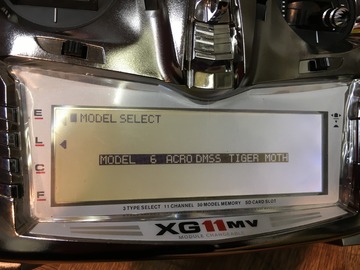 MODEL SELECT
MODEL 6 ACRO DMSS TIGER MOTH
E
L
C
F
3 TYPE SELECT 11 CHANNEL 30 MODEL MEMORY SD CARD SLOT
XG11MV